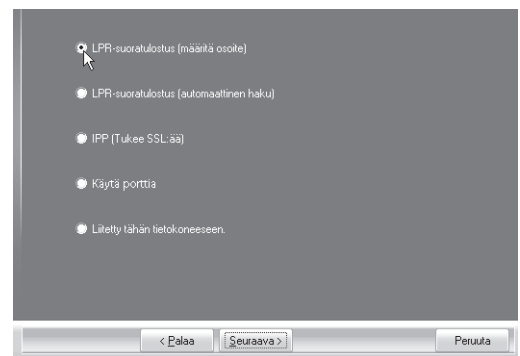 LPR-suoratulostus (määritä osoite)
LPR-suoratulostus (automaattinen haku)
IPP (Tukee SSL:ää)
Käytä porttia
Liitetty tähän tietokoneeseen.
< Palaa
Seuraava >
Peruuta